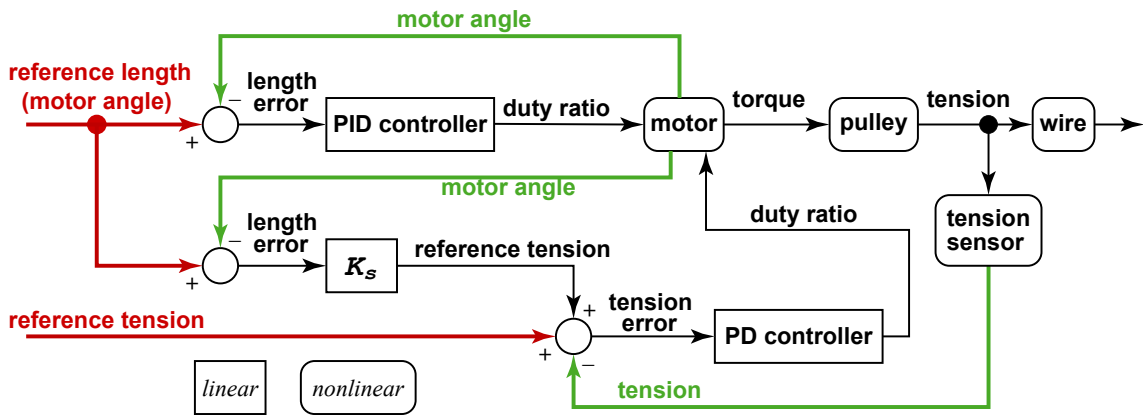 motor angle
reference length
(motor angle)
length
error
PID controller
duty ratio
motor
torque
pulley
tension
wire
−
+
motor angle
length
error
duty ratio
tension
sensor
−
+
Ks
reference tension
reference tension
+
tension
error
PD controller
+
−
tension
linear
nonlinear